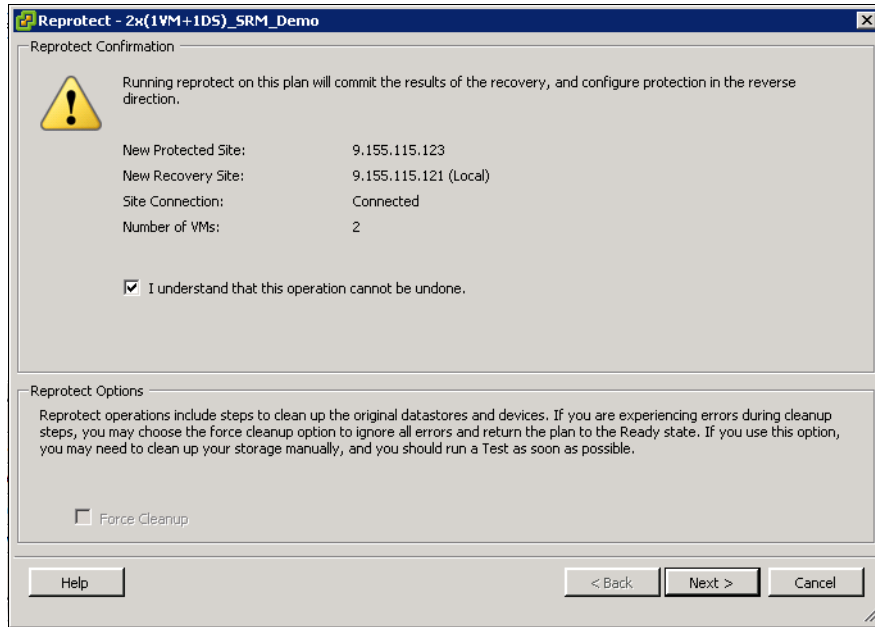 Reprotect - 2x(1VM+1DS)_SRM_Demo
Reprotect Confirmation
Running reprotect on this plan will commit the results of the recovery, and configure protection in the reverse
direction.
New Protected Site: 9.155.115.123
New Recovery Site: 9.155.115.121 (Local)
Site Connection: Connected
Number of VMs: 2
I understand that this operation cannot be undone.
Reprotect Options
Reprotect operations include steps to clean up the original datastores and devices. If you are experiencing errors during cleanup
steps, you may choose the force cleanup option to ignore all errors and return the plan to the Ready state. If you use this option,
you may need to clean up your storage manually, and you should run a Test as soon as possible.
Force Cleanup
Help < Back Next > Cancel